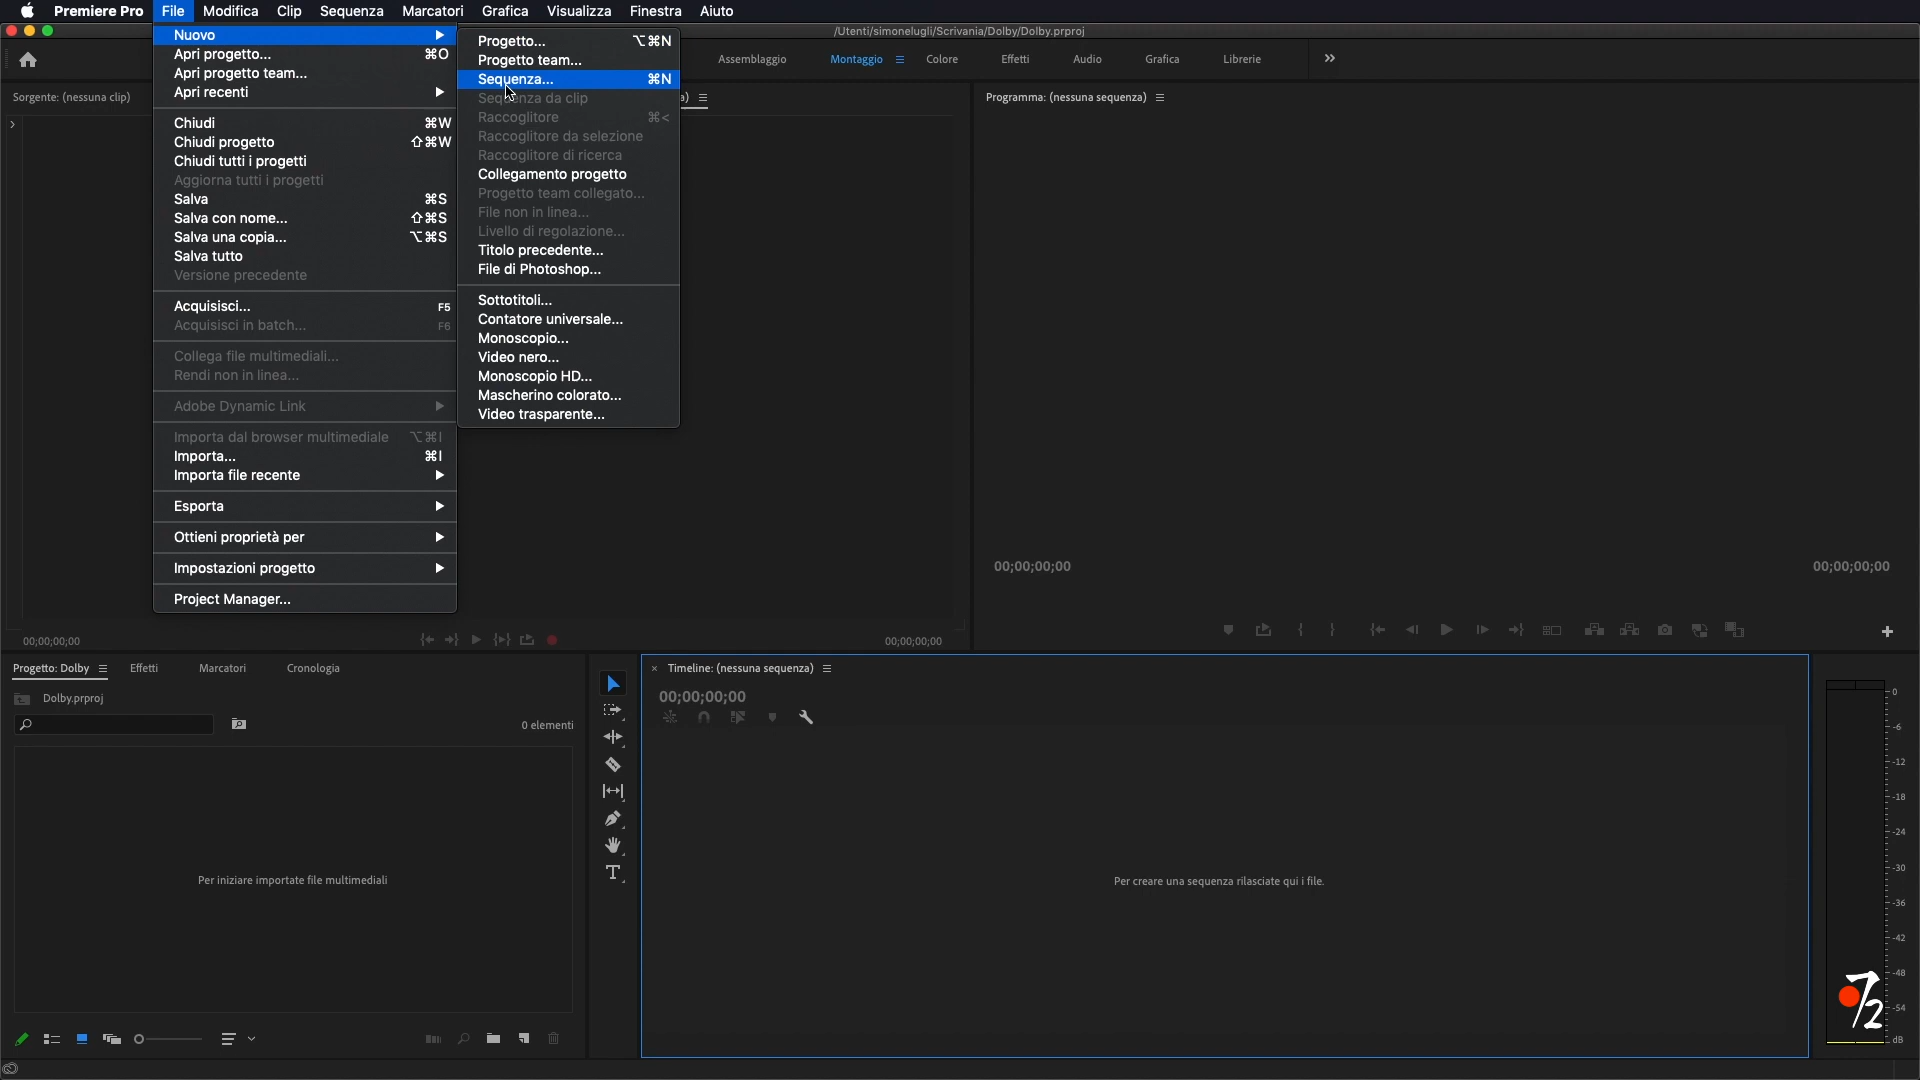 Premiere Pro File Modifica Clip Sequenza Marcatori Grafica Visualizza Finestra Aiuto
/Utenti/simonelugli/Scrivania/Dolby/Dolby.prproj
Assemblaggio Montaggio Colore Effetti Audio Grafica Librerie
Nuovo
Apri progetto... ⌘O
Apri progetto team...
Apri recenti
Chiudi ⌘W
Chiudi progetto ⇧⌘W
Chiudi tutti i progetti
Aggiorna tutti i progetti
Salva ⌘S
Salva con nome... ⇧⌘S
Salva una copia... ⌥⌘S
Salva tutto
Versione precedente
Acquisisci... F5
Acquisisci in batch... F6
Collega file multimediali...
Rendi non in linea...
Adobe Dynamic Link
Importa dal browser multimediale ⌥⌘I
Importa... ⌘I
Importa file recente
Esporta
Ottieni proprietà per
Impostazioni progetto
Project Manager...
Progetto... ⌥⌘N
Progetto team...
Sequenza... ⌘N
Sequenza da clip
Raccoglitore ⌘<
Raccoglitore da selezione
Raccoglitore di ricerca
Collegamento progetto
Progetto team collegato...
File non in linea...
Livello di regolazione...
Titolo precedente...
File di Photoshop...
Sottotitoli...
Contatore universale...
Monoscopio...
Video nero...
Monoscopio HD...
Mascherino colorato...
Video trasparente...
Sorgente: (nessuna clip)
a)
00;00;00;00 00;00;00;00
Programma: (nessuna sequenza)
00;00;00;00 00;00;00;00
Progetto: Dolby Effetti Marcatori Cronologia
Dolby.prproj
0 elementi
Per iniziare importate file multimediali
× Timeline: (nessuna sequenza)
00;00;00;00
Per creare una sequenza rilasciate qui i file.
0
-6
-12
-18
-24
-30
-36
-42
-48
-54
dB
7/2